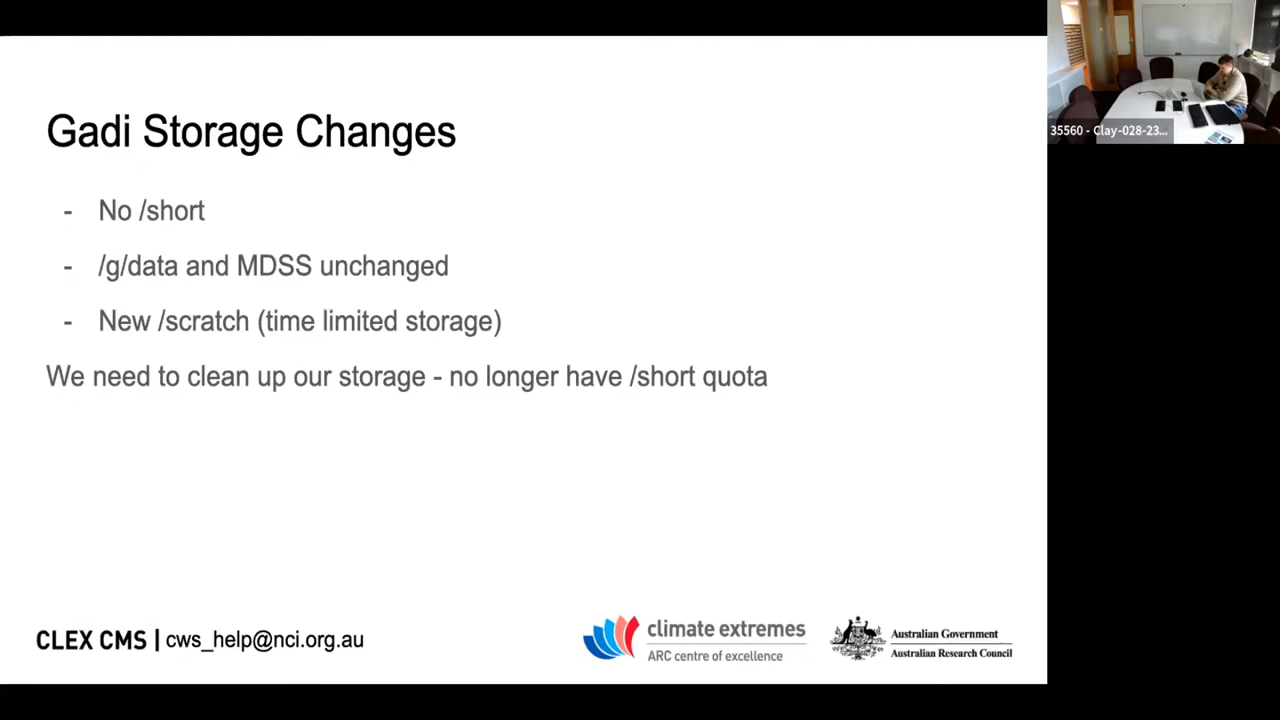 Gadi Storage Changes
- No /short
- /g/data and MDSS unchanged
- New /scratch (time limited storage)
We need to clean up our storage - no longer have /short quota
CLEX CMS | cws_help@nci.org.au
climate extremes
ARC centre of excellence
Australian Government
Australian Research Council
35560 - Clay-028-23...